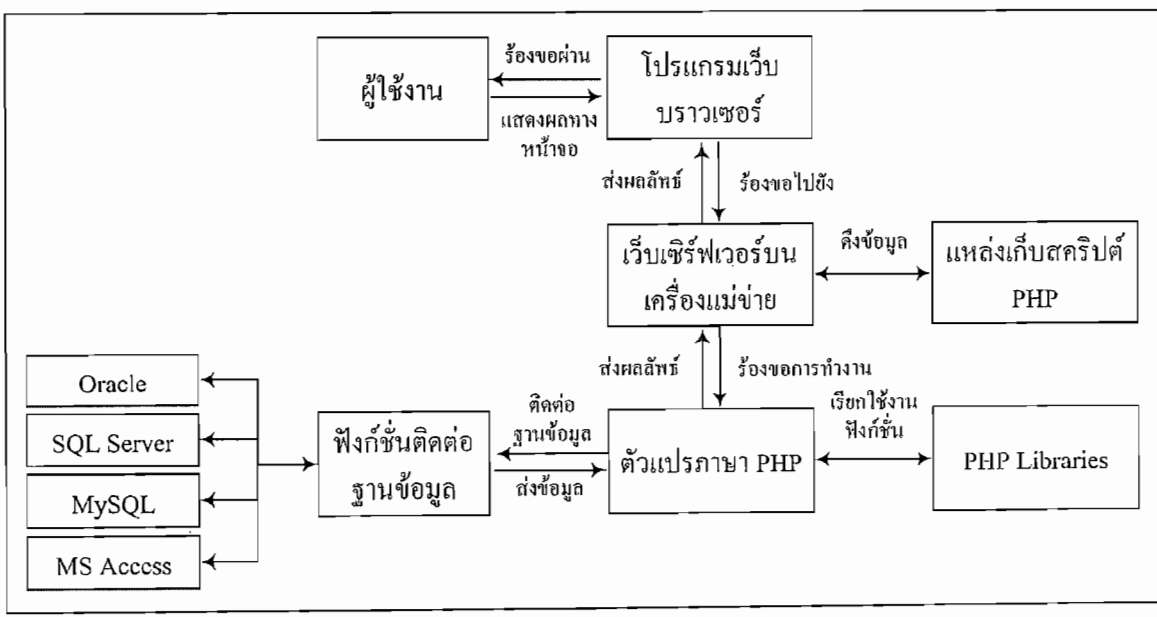 ผู้ใช้งาน
ร้องขอผ่าน
แสดงผลทาง
หน้าจอ
โปรแกรมเว็บ
บราวเซอร์
ส่งผลลัพธ์
ร้องขอไปยัง
เว็บเซิร์ฟเวอร์บน
เครื่องแม่ข่าย
ดึงข้อมูล
แหล่งเก็บสคริปต์
PHP
ส่งผลลัพธ์
ร้องขอการทำงาน
Oracle
SQL Server
MySQL
MS Access
ฟังก์ชั่นติดต่อ
ฐานข้อมูล
ติดต่อ
ฐานข้อมูล
ส่งข้อมูล
ตัวแปรภาษา PHP
เรียกใช้งาน
ฟังก์ชั่น
PHP Libraries